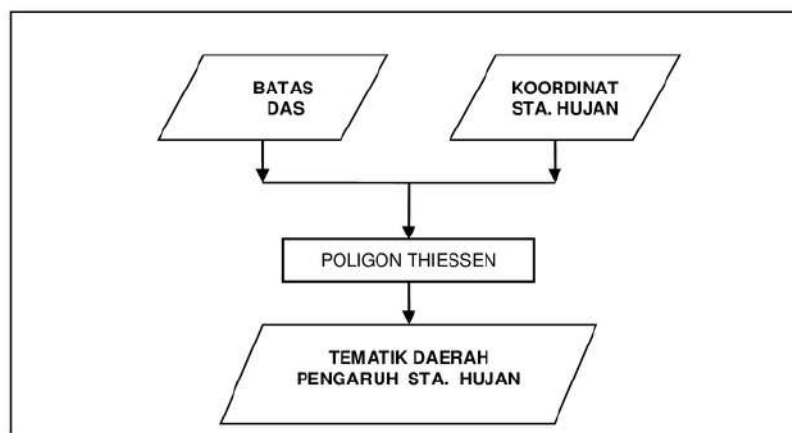 BATAS
DAS
KOORDINAT
STA. HUJAN
POLIGON THIESSEN
TEMATIK DAERAH
PENGARUH STA. HUJAN